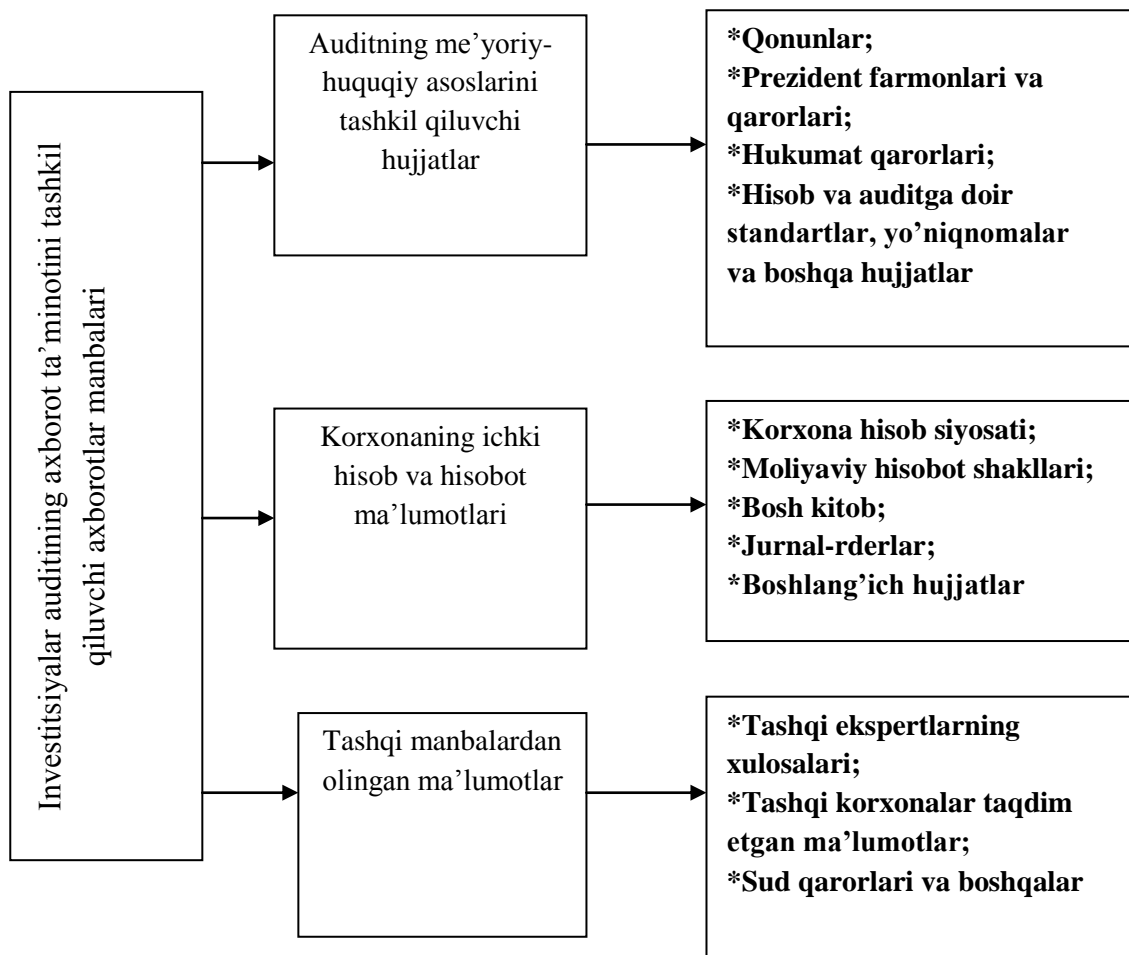 Investitsiyalar auditining axborot ta’minotini tashkil
qiluvchi axborotlar manbalari
Auditning me’yoriy-
huquqiy asoslarini
tashkil qiluvchi
hujjatlar
*Qonunlar;
*Prezident farmonlari va
qarorlari;
*Hukumat qarorlari;
*Hisob va auditga doir
standartlar, yo’niqnomalar
va boshqa hujjatlar
Korxonaning ichki
hisob va hisobot
ma’lumotlari
*Korxona hisob siyosati;
*Moliyaviy hisobot shakllari;
*Bosh kitob;
*Jurnal-rderlar;
*Boshlang’ich hujjatlar
Tashqi manbalardan
olingan ma’lumotlar
*Tashqi ekspertlarning
xulosalari;
*Tashqi korxonalar taqdim
etgan ma’lumotlar;
*Sud qarorlari va boshqalar